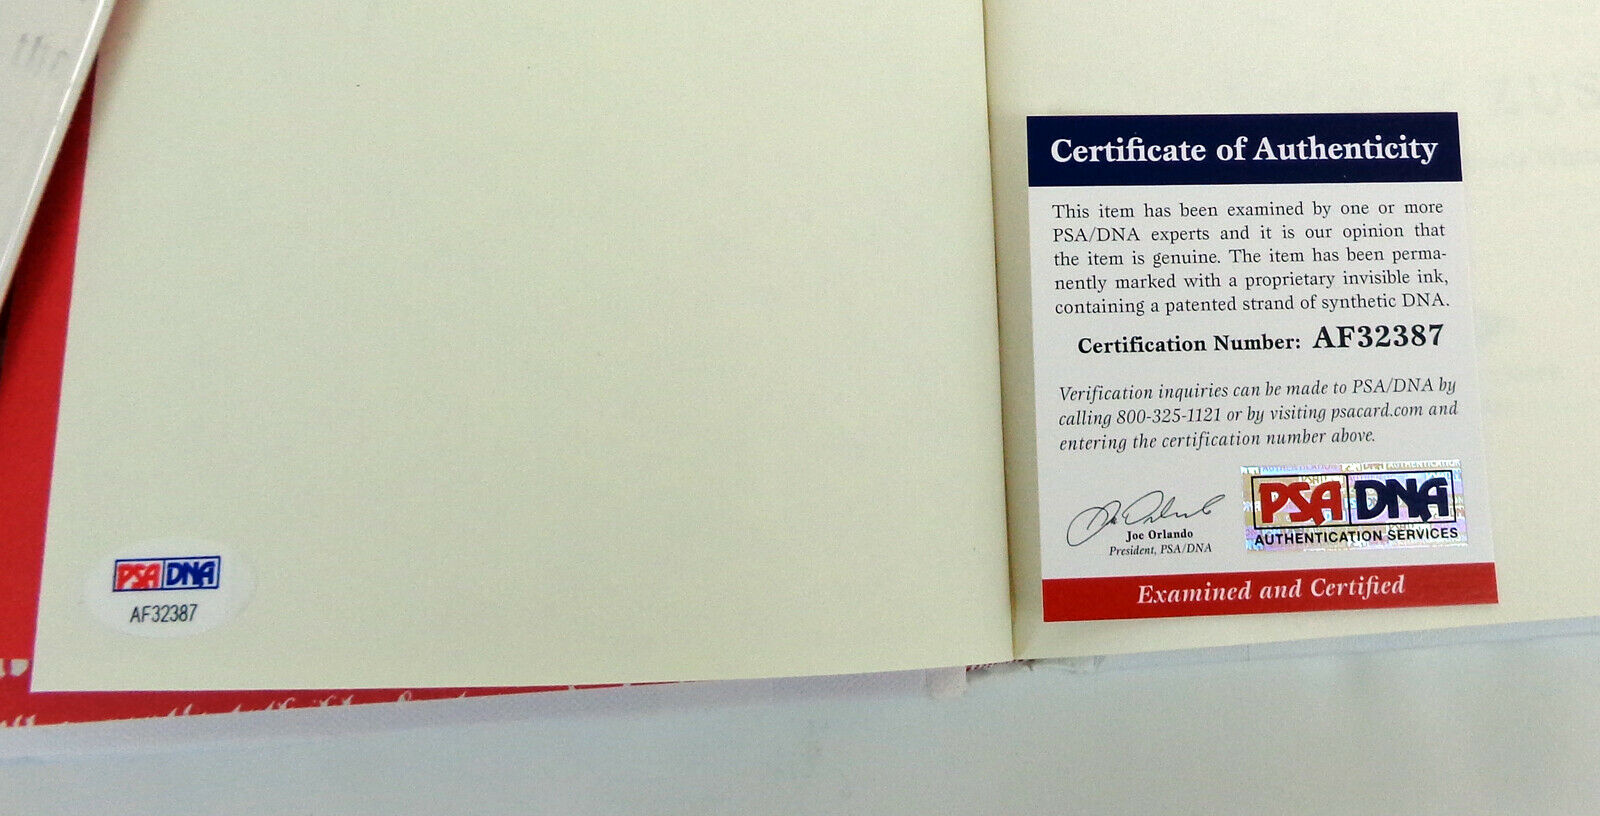 the
PSA DNA
AF32387
Certificate of Authenticity
This item has been examined by one or more
PSA/DNA experts and it is our opinion that
the item is genuine. The item has been perma-
nently marked with a proprietary invisible ink,
containing a patented strand of synthetic DNA.
Certification Number: AF32387
Verification inquiries can be made to PSA/DNA by
calling 800-325-1121 or by visiting psacard.com and
entering the certification number above.
Joe Orlando
President, PSA/DNA
PSA DNA
AUTHENTICATION SERVICES
Examined and Certified